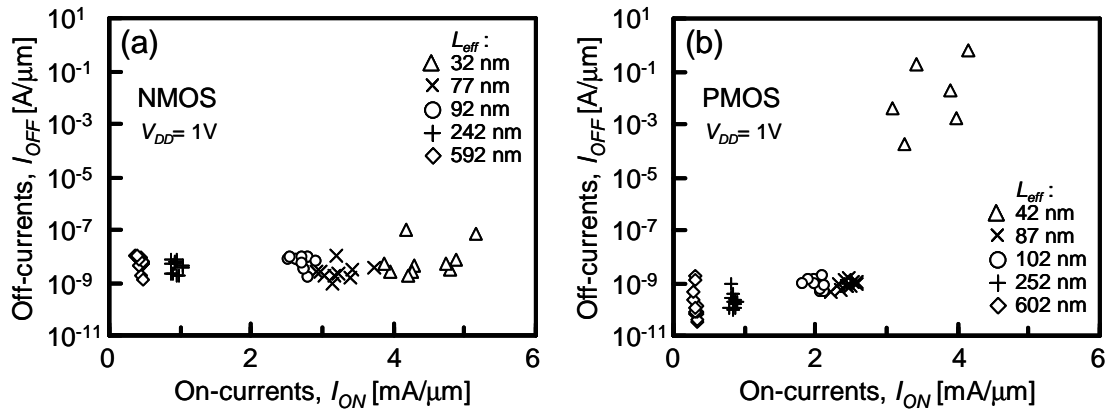 (a)
NMOS
V_DD= 1V
L_eff :
32 nm
77 nm
92 nm
242 nm
592 nm
Off-currents, I_OFF [A/μm]
10^1
10^-1
10^-3
10^-5
10^-7
10^-9
10^-11
0 1 2 3 4 5 6
On-currents, I_ON [mA/μm]
(b)
PMOS
V_DD= 1V
L_eff :
42 nm
87 nm
102 nm
252 nm
602 nm
Off-currents, I_OFF [A/μm]
10^1
10^-1
10^-3
10^-5
10^-7
10^-9
10^-11
0 2 4 6
On-currents, I_ON [mA/μm]